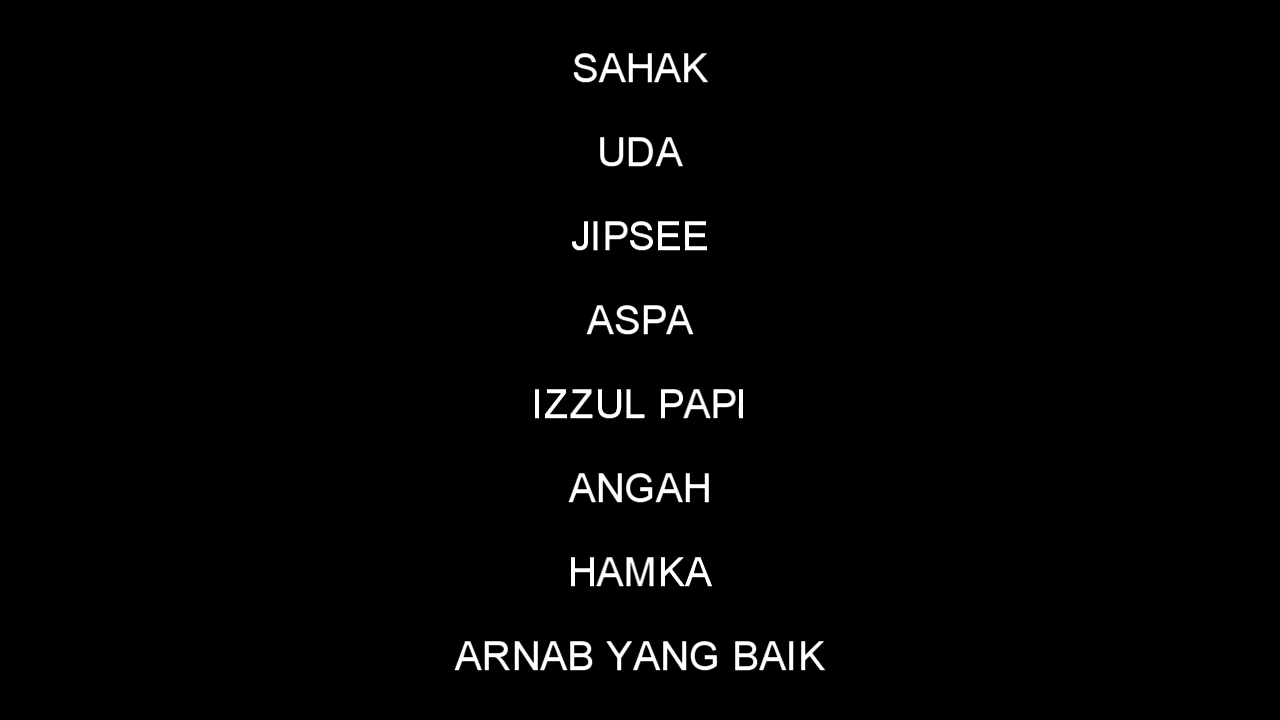 SAHAK
UDA
JIPSEE
ASPA
IZZUL PAPI
ANGAH
HAMKA
ARNAB YANG BAIK